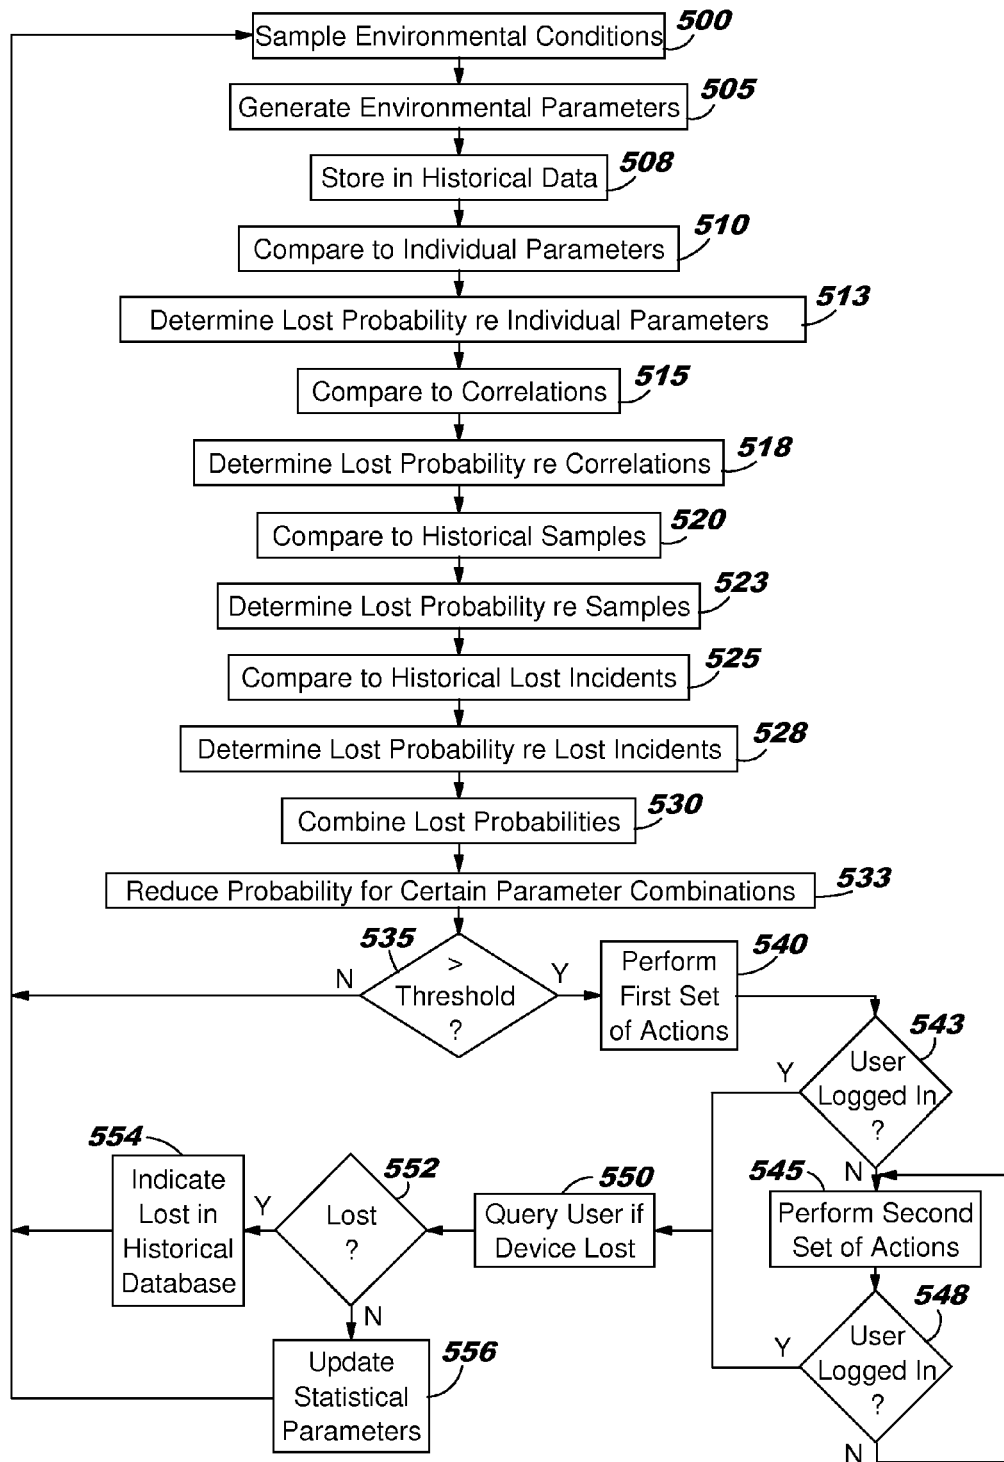 Sample Environmental Conditions
500
Generate Environmental Parameters
505
Store in Historical Data
508
Compare to Individual Parameters
510
Determine Lost Probability re Individual Parameters
513
Compare to Correlations
515
Determine Lost Probability re Correlations
518
Compare to Historical Samples
520
Determine Lost Probability re Samples
523
Compare to Historical Lost Incidents
525
Determine Lost Probability re Lost Incidents
528
Combine Lost Probabilities
530
Reduce Probability for Certain Parameter Combinations
533
535
>
Threshold
?
N
Y
Perform
First Set
of Actions
540
543
User
Logged In
?
Y
N
545
Perform Second
Set of Actions
548
User
Logged In
?
Y
N
550
Query User if
Device Lost
552
Lost
?
Y
N
554
Indicate
Lost in
Historical
Database
556
Update
Statistical
Parameters